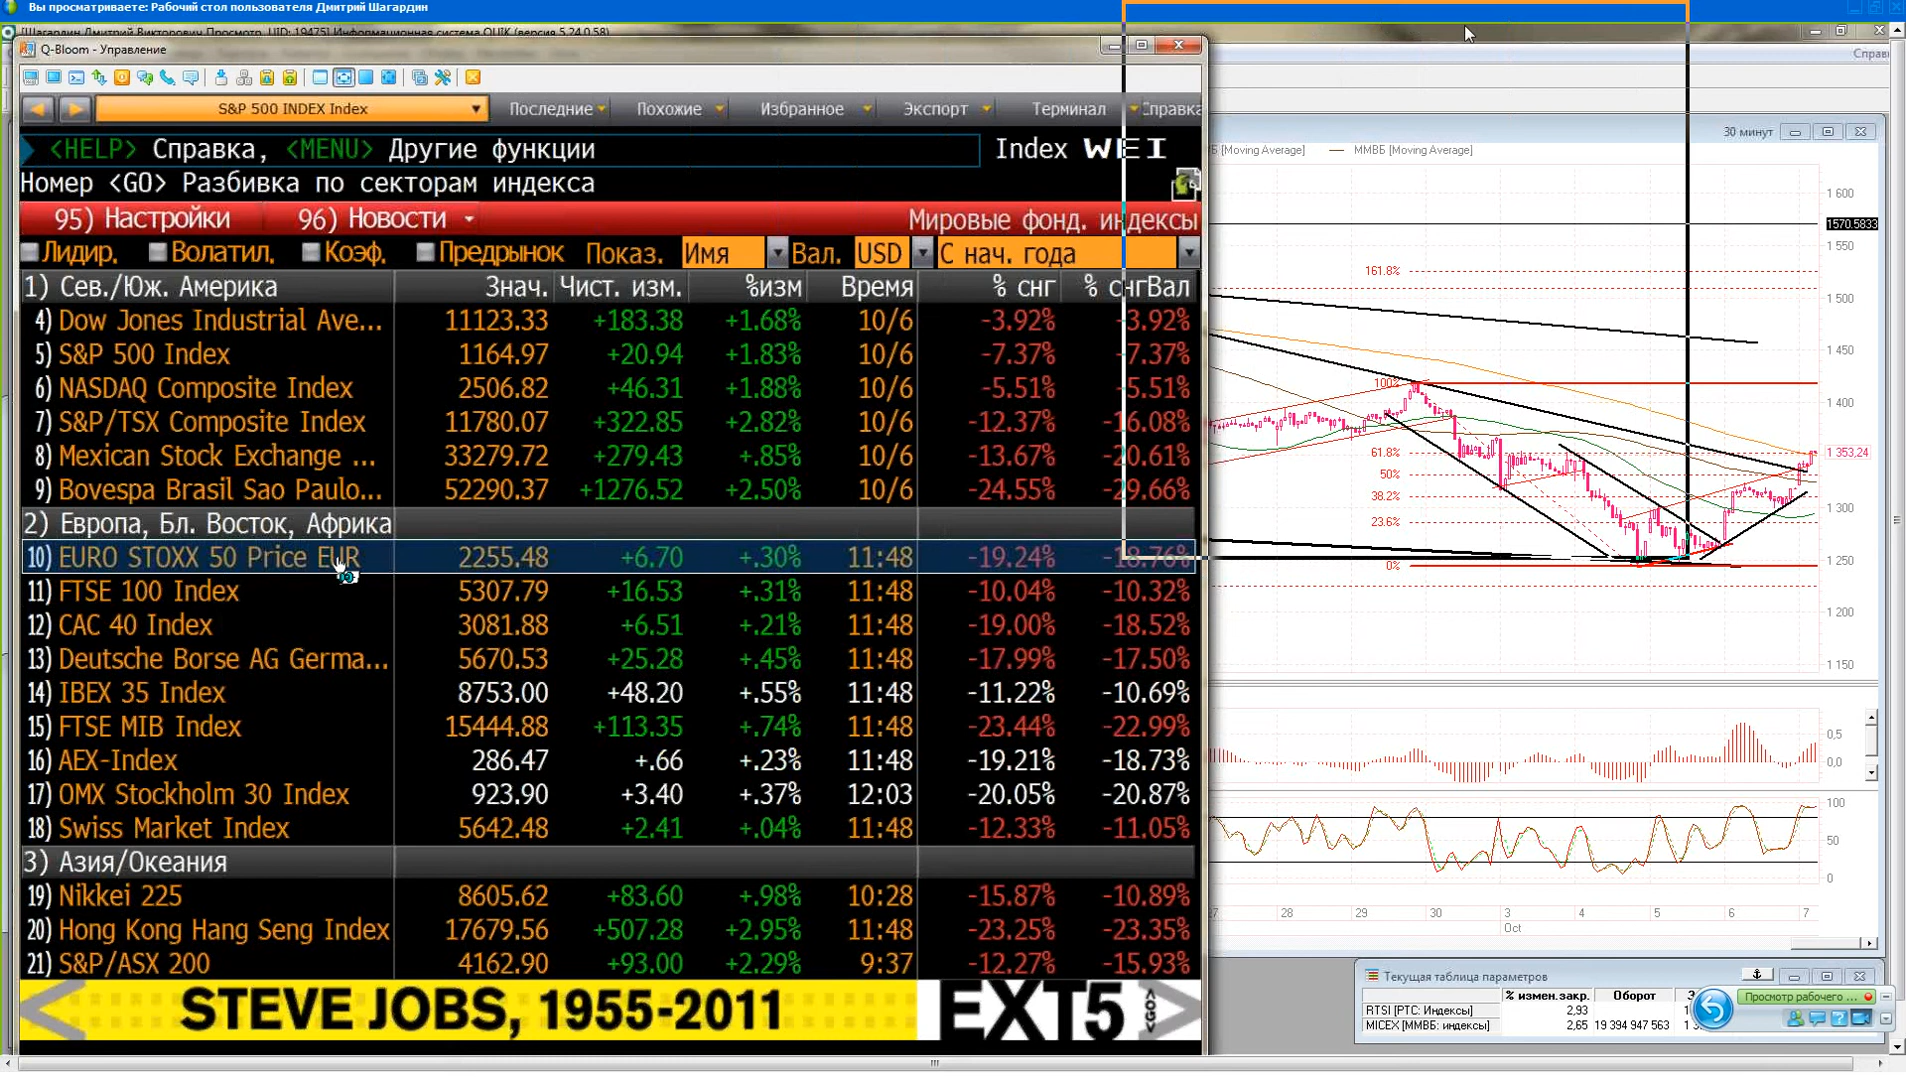 Вы просматриваете: Рабочий стол пользователя Дмитрий Шагардин
[Шагардин Дмитрий Викторович Просмотр, UID: 19475] Информационная система QUIK (версия 5.24.0.58)
Q-Bloom - Управление
Справ
S&P 500 INDEX Index
Последние
Похожие
Избранное
Экспорт
Терминал
Справка
<HELP> Справка, <MENU> Другие функции
Index WEI
Номер <GO> Разбивка по секторам индекса
95) Настройки 96) Новости Мировые фонд. индексы
Лидир. Волатил. Коэф. Предрынок Показ. Имя Вал. USD С нач. года
1) Сев./Юж. Америка Знач. Чист. изм. %изм Время % снг % снгВал
4) Dow Jones Industrial Ave... 11123.33 +183.38 +1.68% 10/6 -3.92% -3.92%
5) S&P 500 Index 1164.97 +20.94 +1.83% 10/6 -7.37% -7.37%
6) NASDAQ Composite Index 2506.82 +46.31 +1.88% 10/6 -5.51% -5.51%
7) S&P/TSX Composite Index 11780.07 +322.85 +2.82% 10/6 -12.37% -16.08%
8) Mexican Stock Exchange ... 33279.72 +279.43 +.85% 10/6 -13.67% -20.61%
9) Bovespa Brasil Sao Paulo... 52290.37 +1276.52 +2.50% 10/6 -24.55% -29.66%
2) Европа, Бл. Восток, Африка
10) EURO STOXX 50 Price EUR 2255.48 +6.70 +.30% 11:48 -19.24% -18.76%
11) FTSE 100 Index 5307.79 +16.53 +.31% 11:48 -10.04% -10.32%
12) CAC 40 Index 3081.88 +6.51 +.21% 11:48 -19.00% -18.52%
13) Deutsche Borse AG Germa... 5670.53 +25.28 +.45% 11:48 -17.99% -17.50%
14) IBEX 35 Index 8753.00 +48.20 +.55% 11:48 -11.22% -10.69%
15) FTSE MIB Index 15444.88 +113.35 +.74% 11:48 -23.44% -22.99%
16) AEX-Index 286.47 +.66 +.23% 11:48 -19.21% -18.73%
17) OMX Stockholm 30 Index 923.90 +3.40 +.37% 12:03 -20.05% -20.87%
18) Swiss Market Index 5642.48 +2.41 +.04% 11:48 -12.33% -11.05%
3) Азия/Океания
19) Nikkei 225 8605.62 +83.60 +.98% 10:28 -15.87% -10.89%
20) Hong Kong Hang Seng Index 17679.56 +507.28 +2.95% 11:48 -23.25% -23.35%
21) S&P/ASX 200 4162.90 +93.00 +2.29% 9:37 -12.27% -15.93%
STEVE JOBS, 1955-2011 EXT5
30 минут
[Moving Average] ММВБ [Moving Average]
1 600
1570.5833
1 550
161.8%
1 500
1 450
100%
1 400
61.8% 1 353,24
50%
38.2%
1 300
23.6%
1 250
0%
1 200
1 150
0,5
0,0
100
50
0
27 28 29 30 3 4 5 6 7
Oct
Текущая таблица параметров
% измен.закр. Оборот
RTSI [РТС: Индексы] 2,93
MICEX [ММВБ: индексы] 2,65 19 394 947 563
Просмотр рабочего ...